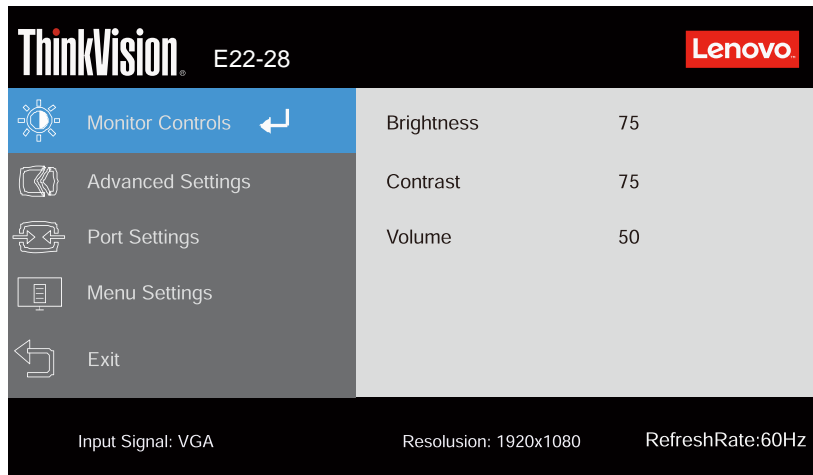 ThinkVision® E22-28
Lenovo.
Monitor Controls
Brightness 75
Advanced Settings
Contrast 75
Port Settings
Volume 50
Menu Settings
Exit
Input Signal: VGA
Resolusion: 1920x1080
RefreshRate:60Hz